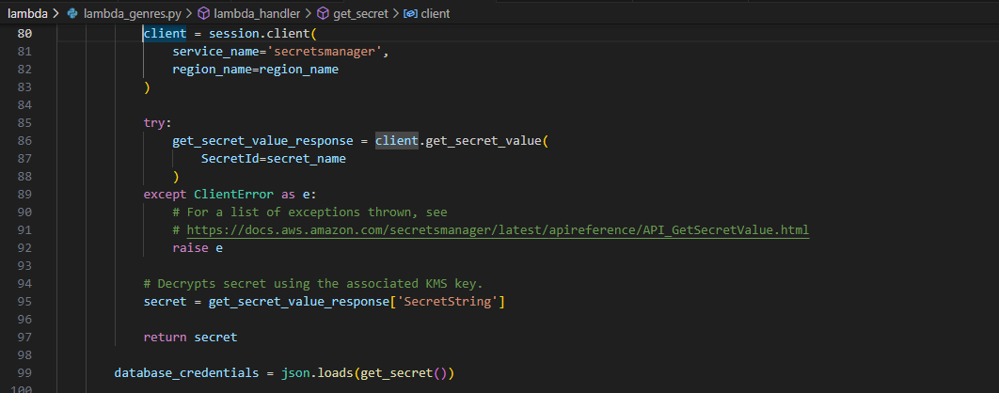 lambda > lambda_genres.py > lambda_handler > get_secret > client
80 client = session.client(
81 service_name='secretsmanager',
82 region_name=region_name
83 )
84
85 try:
86 get_secret_value_response = client.get_secret_value(
87 SecretId=secret_name
88 )
89 except ClientError as e:
90 # For a list of exceptions thrown, see
91 # https://docs.aws.amazon.com/secretsmanager/latest/apireference/API_GetSecretValue.html
92 raise e
93
94 # Decrypts secret using the associated KMS key.
95 secret = get_secret_value_response['SecretString']
96
97 return secret
98
99 database_credentials = json.loads(get_secret())
100